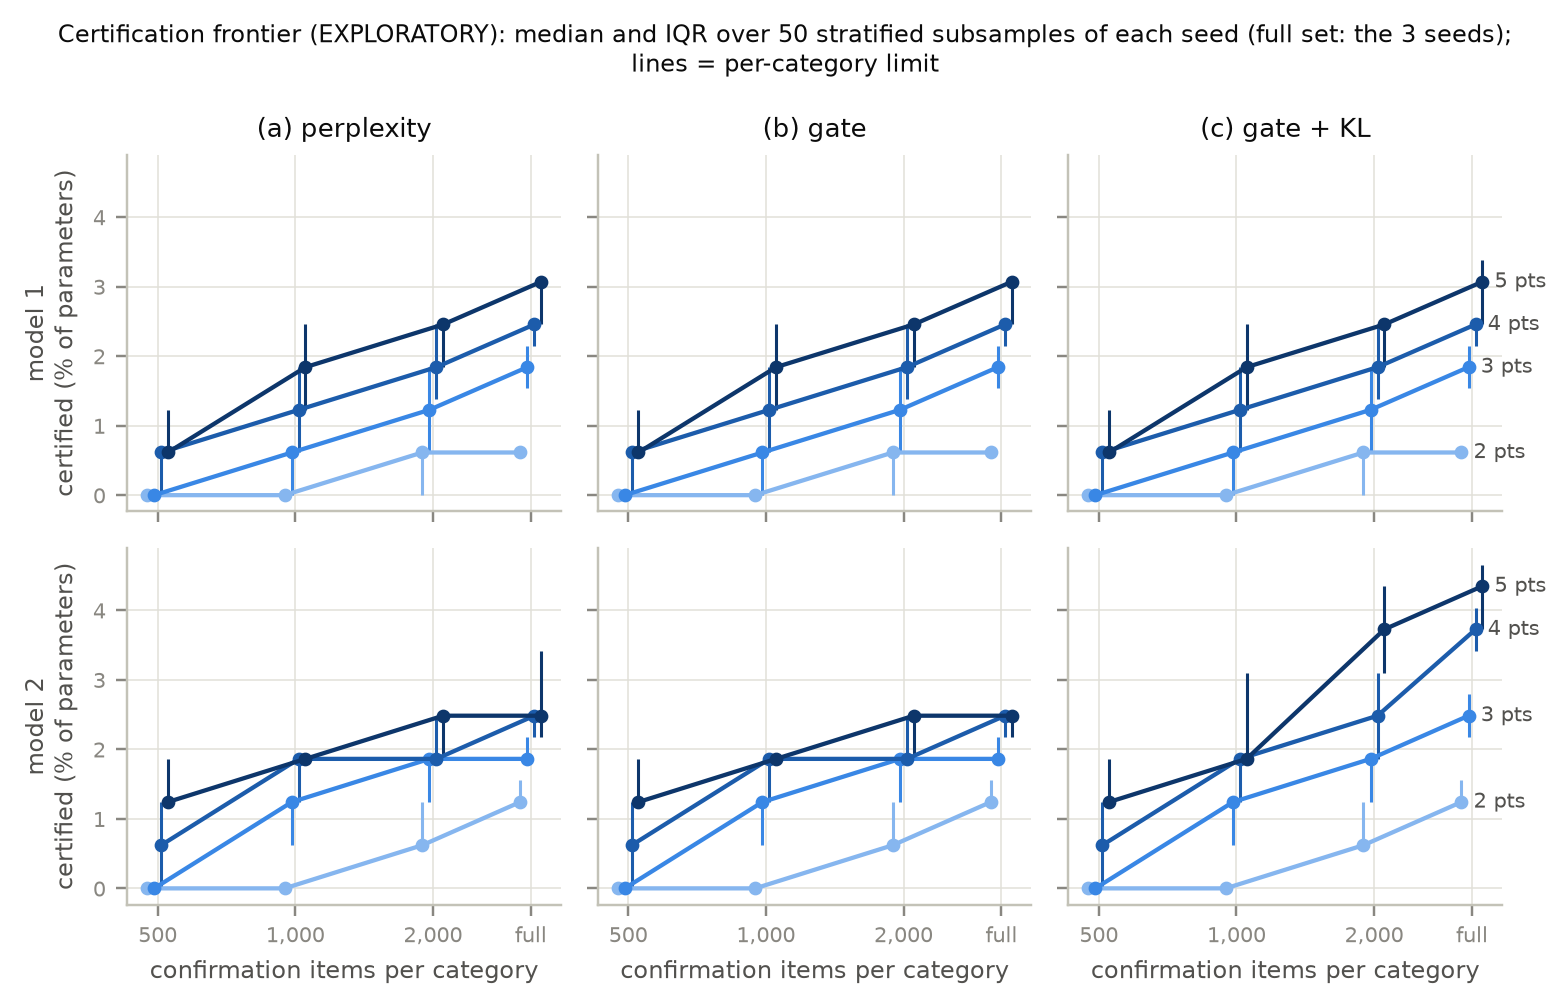 Certification frontier (EXPLORATORY): median and IQR over 50 stratified subsamples of each seed (full set: the 3 seeds);
lines = per-category limit
(a) perplexity
(b) gate
(c) gate + KL
model 1
certified (% of parameters)
4
3
2
1
0
5 pts
4 pts
3 pts
2 pts
model 2
certified (% of parameters)
4
3
2
1
0
5 pts
4 pts
3 pts
2 pts
500 1,000 2,000 full
500 1,000 2,000 full
500 1,000 2,000 full
confirmation items per category
confirmation items per category
confirmation items per category